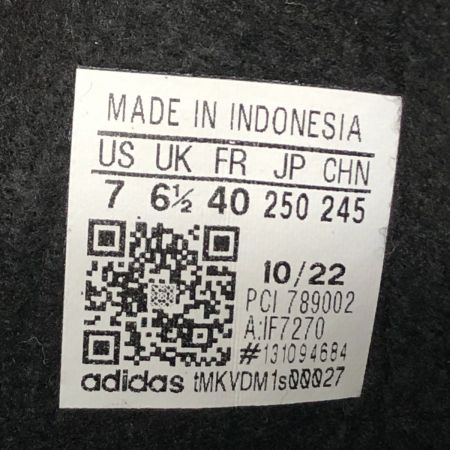 MADE IN INDONESIA
US UK FR JP CHN
7 6½ 40 250 245
10/22
PCI 789002
A:IF7270
#131094684
adidas tMKVDM1s00027